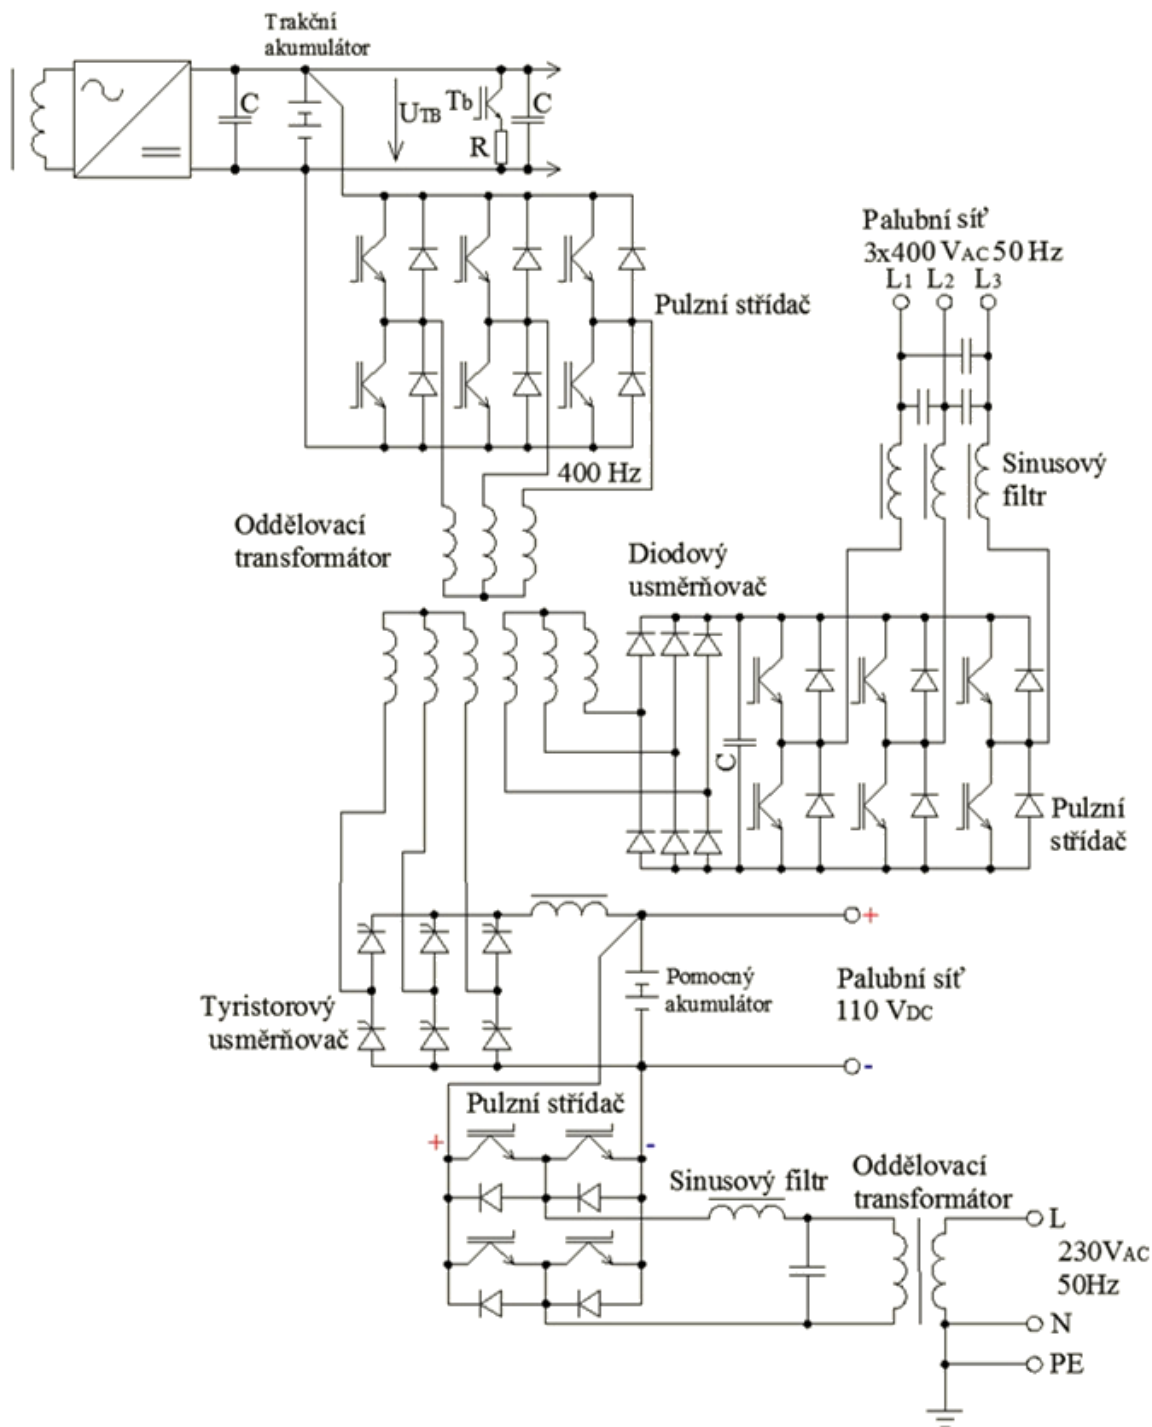 Trakční
akumulátor
C
UTB
Tb
C
R
Palubní síť
3x400 VAC 50 Hz
L1 L2 L3
Pulzní střídač
400 Hz
Sinusový
filtr
Oddělovací
transformátor
Diodový
usměrňovač
C
Pulzní
střídač
+
Pomocný
akumulátor
Palubní síť
110 VDC
Tyristorový
usměrňovač
-
Pulzní střídač
+
-
Sinusový filtr
Oddělovací
transformátor
L
230VAC
50Hz
N
PE